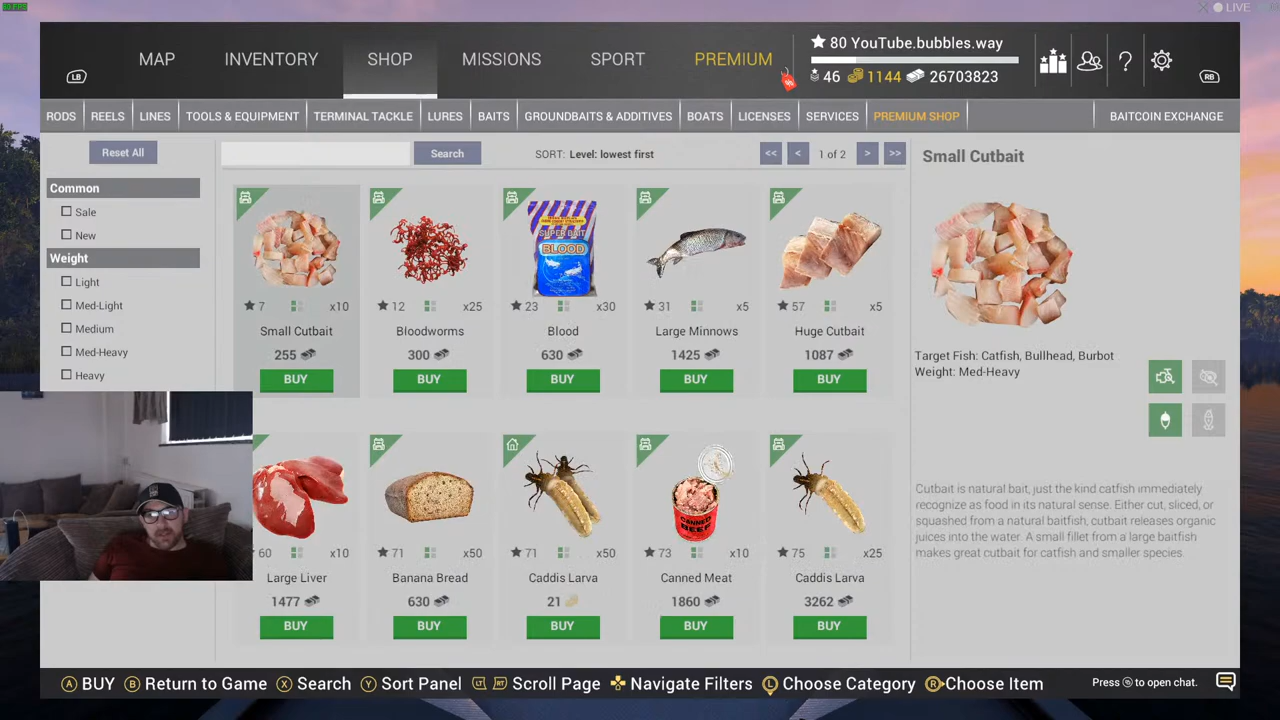 LIVE
MAP
INVENTORY
SHOP
MISSIONS
SPORT
PREMIUM
80 YouTube.bubbles.way
46 1144 26703823
LB
RB
RODS
REELS
LINES
TOOLS & EQUIPMENT
TERMINAL TACKLE
LURES
BAITS
GROUNDBAITS & ADDITIVES
BOATS
LICENSES
SERVICES
PREMIUM SHOP
BAITCOIN EXCHANGE
Reset All
Search
SORT: Level: lowest first
<< < 1 of 2 > >>
Common
Sale
New
Weight
Light
Med-Light
Medium
Med-Heavy
Heavy
7 x10
Small Cutbait
255
BUY
12 x25
Bloodworms
300
BUY
SUPER BAIT
BLOOD
23 x30
Blood
630
BUY
31 x5
Large Minnows
1425
BUY
57 x5
Huge Cutbait
1087
BUY
60 x10
Large Liver
1477
BUY
71 x50
Banana Bread
630
BUY
71 x50
Caddis Larva
21
BUY
CANNED
BEEF
73 x10
Canned Meat
1860
BUY
75 x25
Caddis Larva
3262
BUY
Small Cutbait
Target Fish: Catfish, Bullhead, Burbot
Weight: Med-Heavy
Cutbait is natural bait, just the kind catfish immediately
recognize as food in its natural sense. Either cut, sliced, or
squashed from a natural baitfish, cutbait releases organic
juices into the water. A small fillet from a large baitfish
makes great cutbait for catfish and smaller species.
A BUY B Return to Game X Search Y Sort Panel LT RT Scroll Page Navigate Filters L Choose Category R Choose Item
Press to open chat.